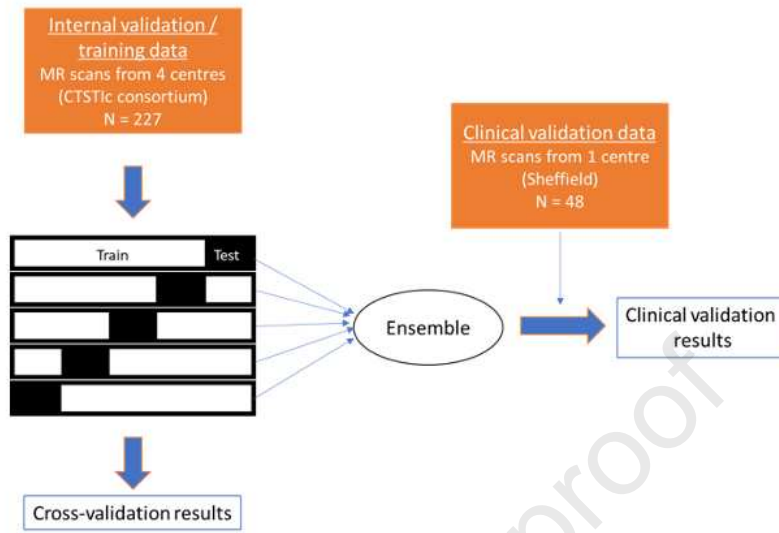 Internal validation /
training data
MR scans from 4 centres
(CTSTIc consortium)
N = 227
Clinical validation data
MR scans from 1 centre
(Sheffield)
N = 48
Train
Test
Ensemble
Clinical validation
results
Cross-validation results
proof